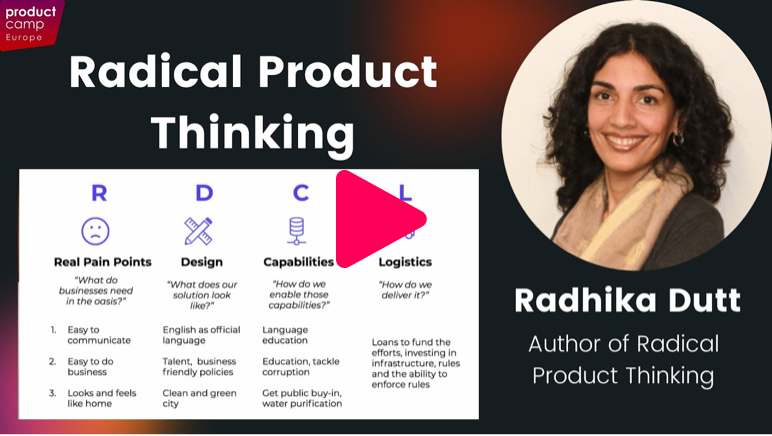 product
camp
Europe
Radical Product
Thinking
R D C L
Real Pain Points
"What do
businesses need
in the oasis?"
Design
"What does our
solution look
like?"
Capabilities
"How do we
enable those
capabilities?"
Logistics
"How do we
deliver it?"
1. Easy to
communicate
English as official
language
Language
education
2. Easy to do
business
Talent, business
friendly policies
Education, tackle
corruption
3. Looks and feels
like home
Clean and green
city
Get public buy-in,
water purification
Loans to fund the
efforts, investing in
infrastructure, rules
and the ability to
enforce rules
Radhika Dutt
Author of Radical
Product Thinking